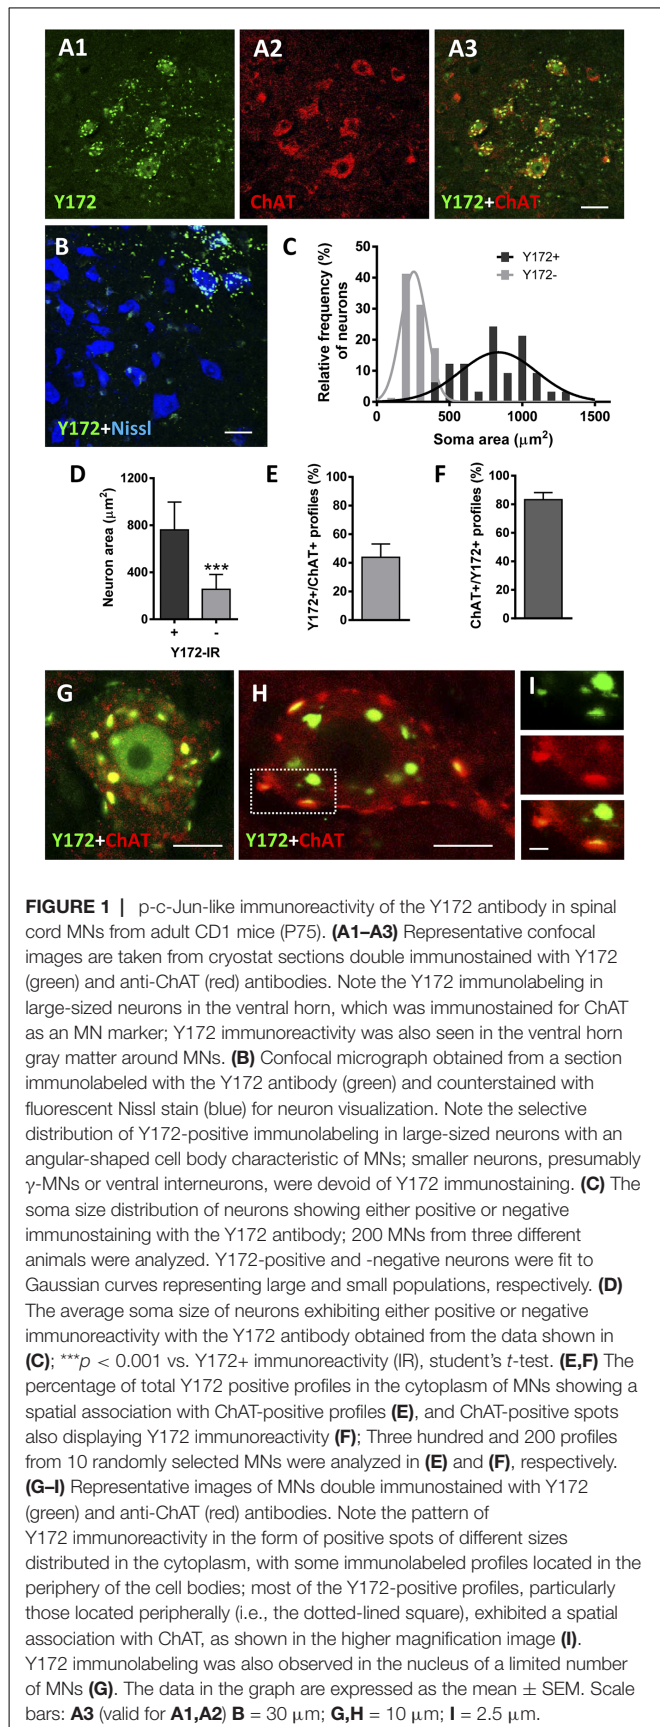 A1
A2
A3
Y172
ChAT
Y172+ChAT
B
Y172+Nissl
C
Relative frequency (%)
of neurons
50
40
30
20
10
0
Y172+
Y172-
0
500
1000
1500
Soma area (μm²)
D
Neuron area (μm²)
1200
800
400
0
***
+
-
Y172-IR
E
Y172+/ChAT+ profiles (%)
100
80
60
40
20
0
F
ChAT+/Y172+ profiles (%)
100
80
60
40
20
0
G
Y172+ChAT
H
Y172+ChAT
I
FIGURE 1 | p-c-Jun-like immunoreactivity of the Y172 antibody in spinal
cord MNs from adult CD1 mice (P75). (A1–A3) Representative confocal
images are taken from cryostat sections double immunostained with Y172
(green) and anti-ChAT (red) antibodies. Note the Y172 immunolabeling in
large-sized neurons in the ventral horn, which was immunostained for ChAT
as an MN marker; Y172 immunoreactivity was also seen in the ventral horn
gray matter around MNs. (B) Confocal micrograph obtained from a section
immunolabeled with the Y172 antibody (green) and counterstained with
fluorescent Nissl stain (blue) for neuron visualization. Note the selective
distribution of Y172-positive immunolabeling in large-sized neurons with an
angular-shaped cell body characteristic of MNs; smaller neurons, presumably
γ-MNs or ventral interneurons, were devoid of Y172 immunostaining. (C) The
soma size distribution of neurons showing either positive or negative
immunostaining with the Y172 antibody; 200 MNs from three different
animals were analyzed. Y172-positive and -negative neurons were fit to
Gaussian curves representing large and small populations, respectively. (D)
The average soma size of neurons exhibiting either positive or negative
immunoreactivity with the Y172 antibody obtained from the data shown in
(C); ***p < 0.001 vs. Y172+ immunoreactivity (IR), student's t-test. (E,F) The
percentage of total Y172 positive profiles in the cytoplasm of MNs showing a
spatial association with ChAT-positive profiles (E), and ChAT-positive spots
also displaying Y172 immunoreactivity (F); Three hundred and 200 profiles
from 10 randomly selected MNs were analyzed in (E) and (F), respectively.
(G–I) Representative images of MNs double immunostained with Y172
(green) and anti-ChAT (red) antibodies. Note the pattern of
Y172 immunoreactivity in the form of positive spots of different sizes
distributed in the cytoplasm, with some immunolabeled profiles located in the
periphery of the cell bodies; most of the Y172-positive profiles, particularly
those located peripherally (i.e., the dotted-lined square), exhibited a spatial
association with ChAT, as shown in the higher magnification image (I).
Y172 immunolabeling was also observed in the nucleus of a limited number
of MNs (G). The data in the graph are expressed as the mean ± SEM. Scale
bars: A3 (valid for A1,A2) B = 30 μm; G,H = 10 μm; I = 2.5 μm.